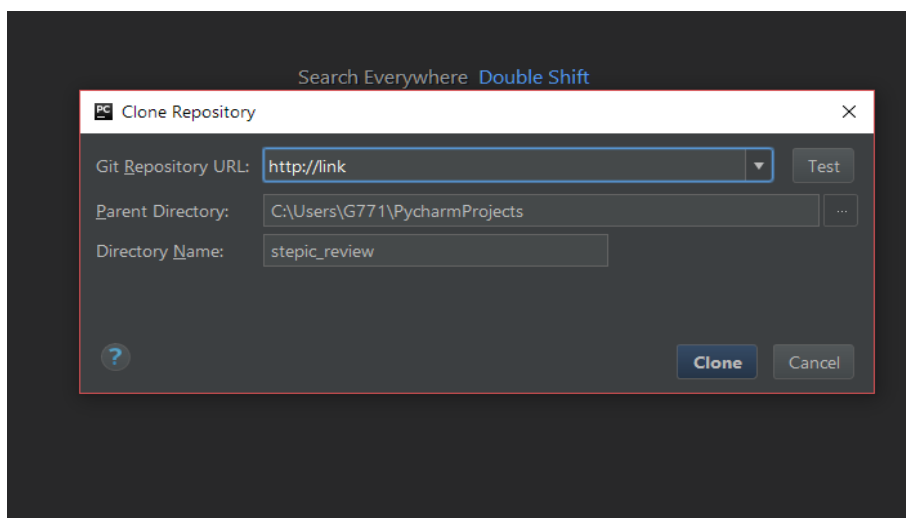 Search Everywhere Double Shift
PC Clone Repository
Git Repository URL: http://link Test
Parent Directory: C:\Users\G771\PycharmProjects ...
Directory Name: stepic_review
? Clone Cancel